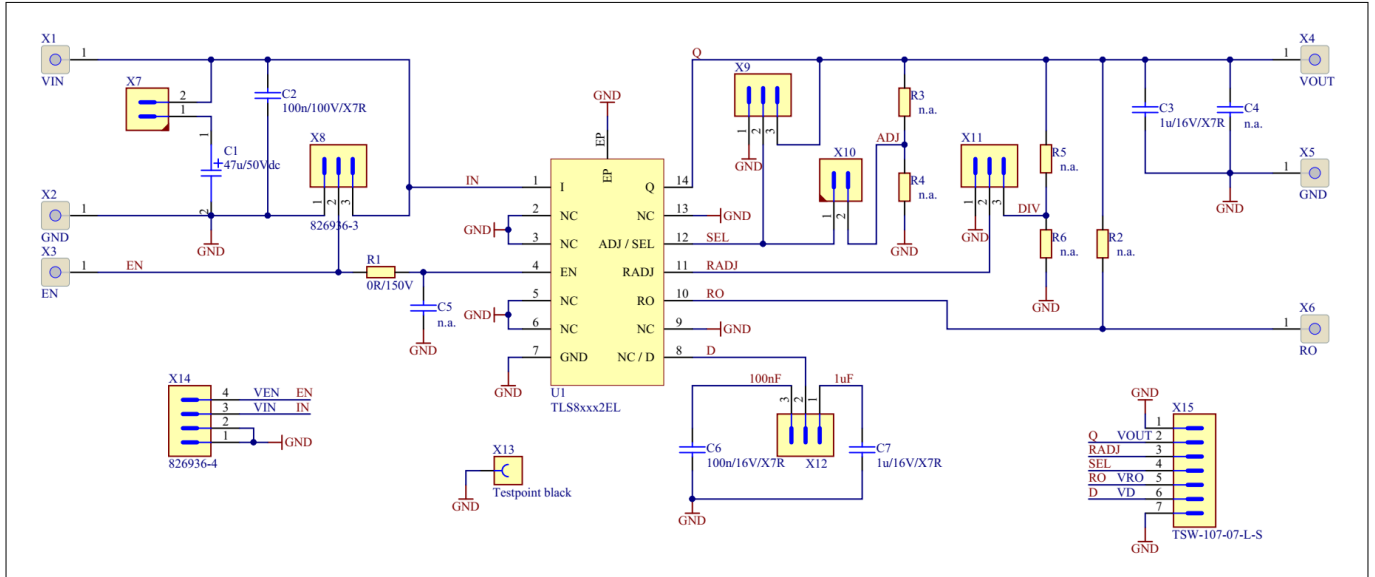 X1
1
VIN
X7
2
1
1
C1
47u/50Vdc
2
C2
100n/100V/X7R
X8
1
2
3
826936-3
GND
X2
1
GND
X3
1
EN
EN
R1
0R/150V
C5
n.a.
GND
IN
GND
EP
EP
1
I
2
NC
3
NC
GND
4
EN
5
NC
6
NC
GND
7
GND
GND
Q
14
NC
13
GND
ADJ / SEL
12
SEL
RADJ
11
RADJ
RO
10
RO
NC
9
GND
NC / D
8
D
U1
TLS8xxx2EL
Q
X9
1
2
3
GND
X10
1
2
ADJ
R3
n.a.
R4
n.a.
GND
X11
1
2
3
GND
DIV
R5
n.a.
R6
n.a.
GND
R2
n.a.
C3
1u/16V/X7R
C4
n.a.
GND
X4
1
VOUT
X5
1
GND
X6
1
RO
100nF
1uF
3
2
1
X12
C6
100n/16V/X7R
C7
1u/16V/X7R
GND
X14
4
VEN
EN
3
VIN
IN
2
1
GND
826936-4
X13
Testpoint black
GND
GND
X15
1
Q
VOUT
2
RADJ
3
SEL
4
RO
VRO
5
D
VD
6
7
GND
TSW-107-07-L-S